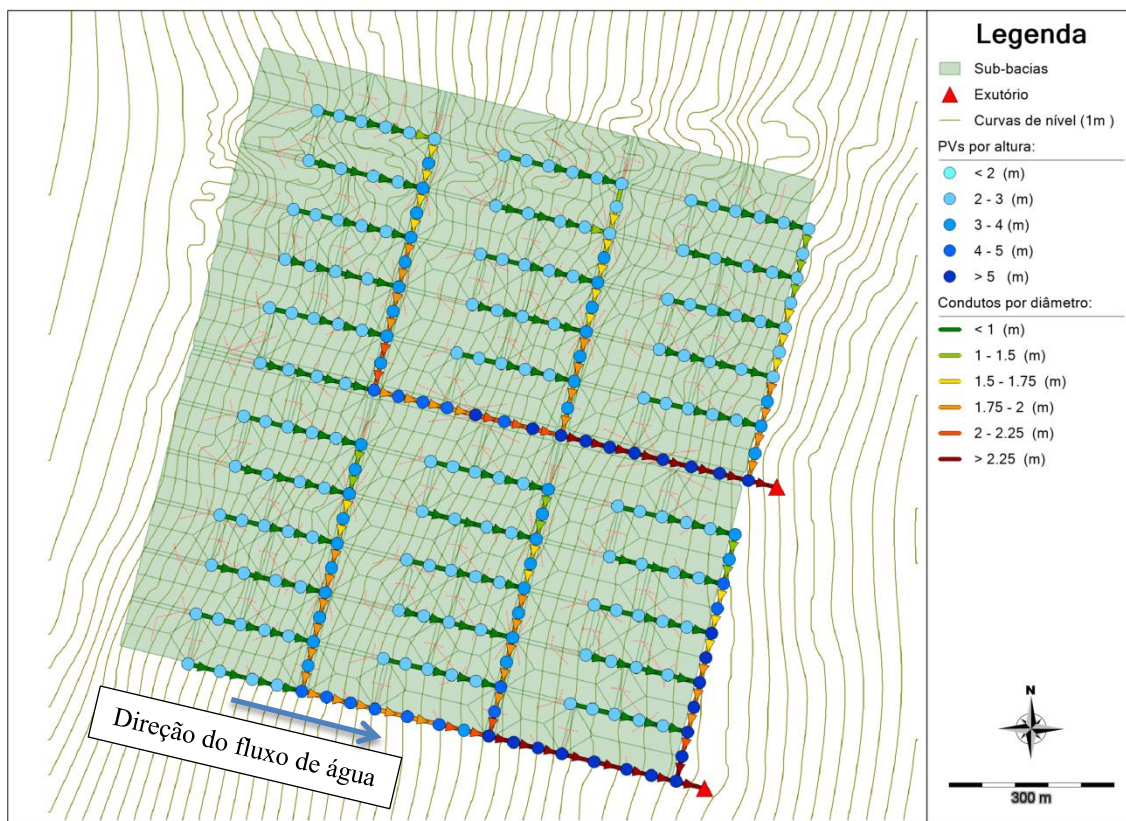 Legenda
Sub-bacias
Exutório
Curvas de nível (1m )
PVs por altura:
< 2 (m)
2 - 3 (m)
3 - 4 (m)
4 - 5 (m)
> 5 (m)
Condutos por diâmetro:
< 1 (m)
1 - 1.5 (m)
1.5 - 1.75 (m)
1.75 - 2 (m)
2 - 2.25 (m)
> 2.25 (m)
Direção do fluxo de água
N
300 m